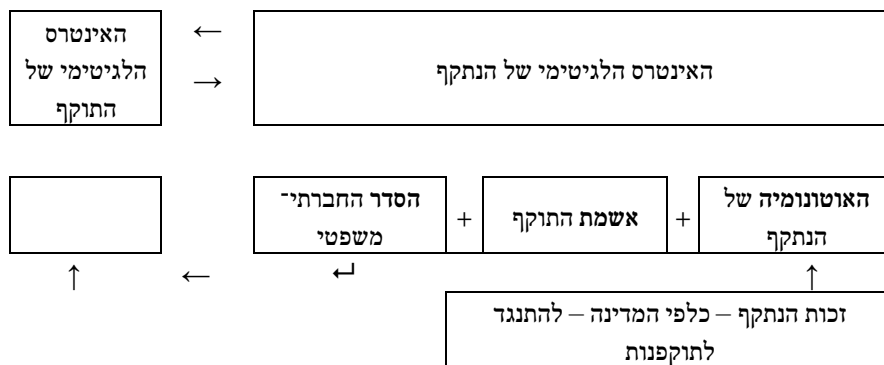 האינטרס הלגיטימי של הנתקף
←
→
האינטרס
הלגיטימי של
התוקף
האוטונומיה של
הנתקף
+
אשמת התוקף
+
הסדר החברתי־
משפטי
↑
↵
←
↑
זכות הנתקף – כלפי המדינה – להתנגד
לתוקפנות